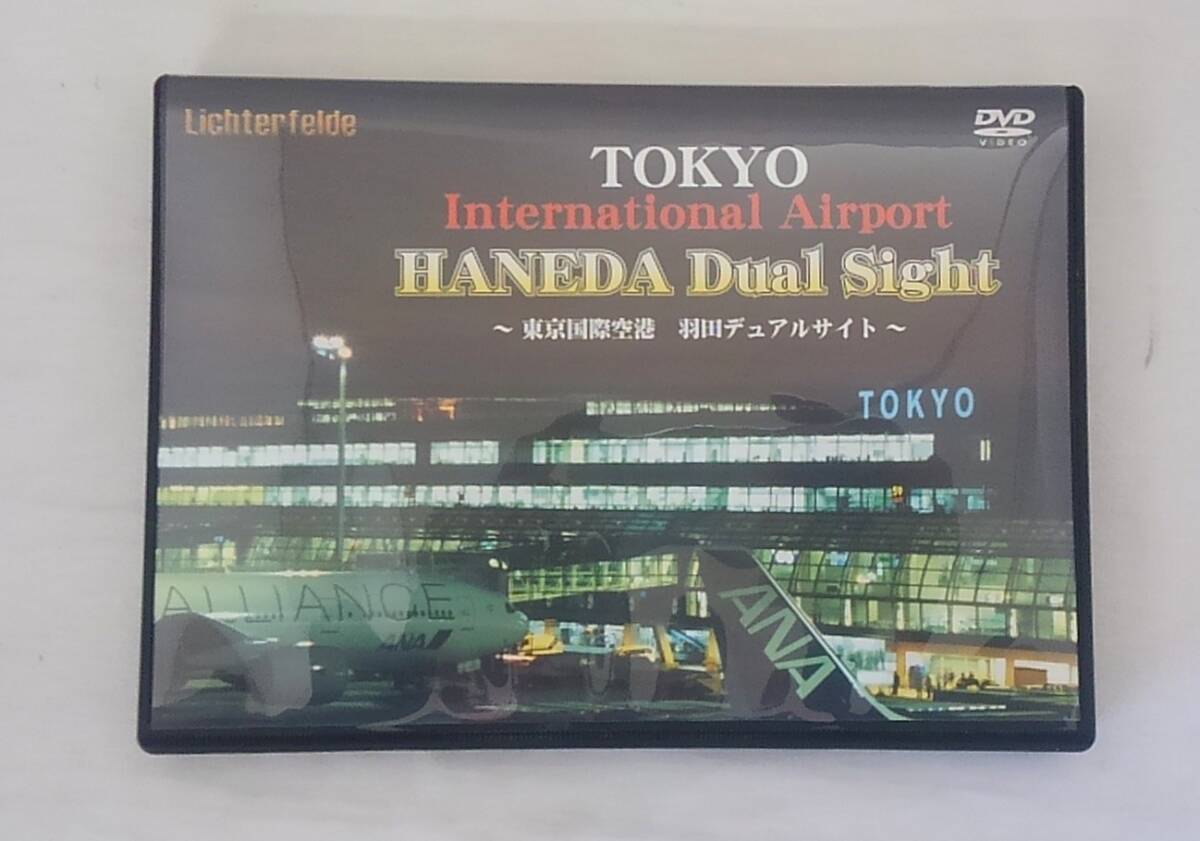 Lichterfelde
DVD
VIDEO
TOKYO
International Airport
HANEDA Dual Sight
～ 東京国際空港　羽田デュアルサイト ～
TOKYO
ALLIANCE
ANA
ANA